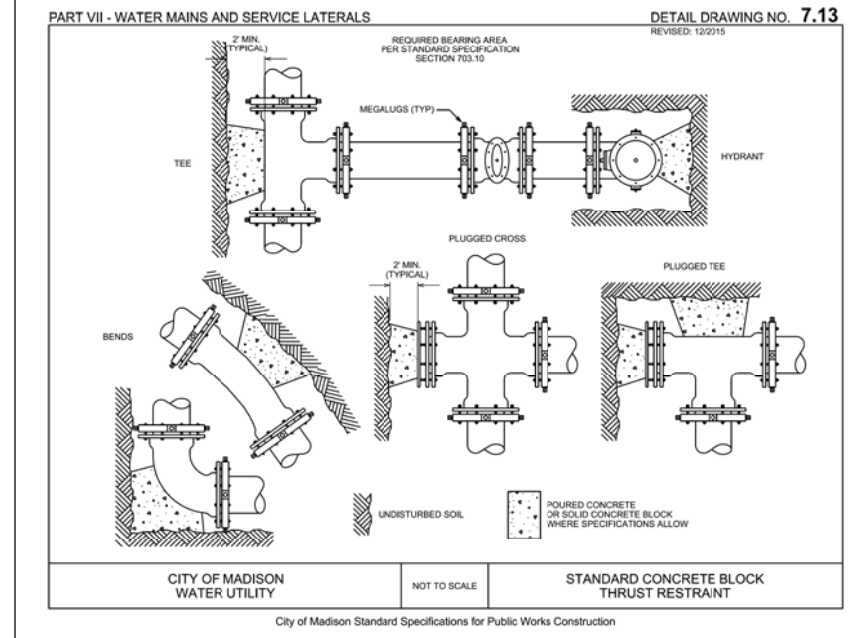 PART VII - WATER MAINS AND SERVICE LATERALS
DETAIL DRAWING NO. 7.13
REVISED: 12/2015
2' MIN.
(TYPICAL)
REQUIRED BEARING AREA
PER STANDARD SPECIFICATION
SECTION 703.10
MEGALUGS (TYP)
TEE
HYDRANT
PLUGGED CROSS
2' MIN.
(TYPICAL)
PLUGGED TEE
BENDS
UNDISTURBED SOIL
POURED CONCRETE
OR SOLID CONCRETE BLOCK
WHERE SPECIFICATIONS ALLOW
CITY OF MADISON
WATER UTILITY
NOT TO SCALE
STANDARD CONCRETE BLOCK
THRUST RESTRAINT
City of Madison Standard Specifications for Public Works Construction